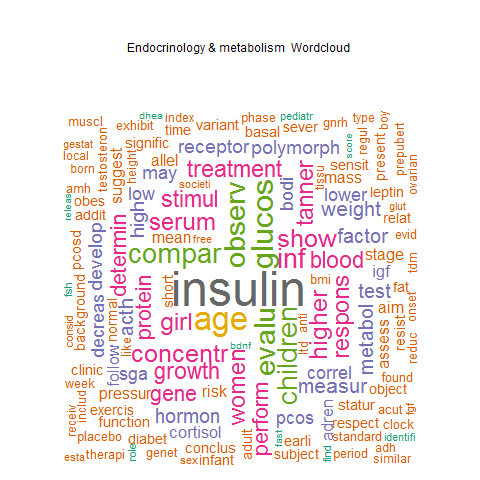 Endocrinology & metabolism Wordcloud
dhea index phase pediatr
muscl exhibit time variant basal sever gnrh type boy
gestat testosteron signific receptor polymorph score regul present prepubert
local suggest height allel tissu sensit ovarian
born may treatment mass leptin glut
amh low societi bodi tanner lower
obes stimul observ glucos weight relat
releas addit high serum evid
pcosd develop determin mean free show factor stage tdm
fsh compar inf blood igf
background insulin bmi test fat onset
consid decreas normal acth protein short higher respons metabol aim
like girl age ltd anti assess resist reduc
follow concentr bdnf evalu children correl found
clinic sga growth measur object
week pressur gene risk women perform statur acut fgf
receiv includ exercis hormon pcos adren respect clock
placebo function cortisol adult fast earli standard identifi
role diabet conclus find adh
esta therapi genet sex infant subject period similar